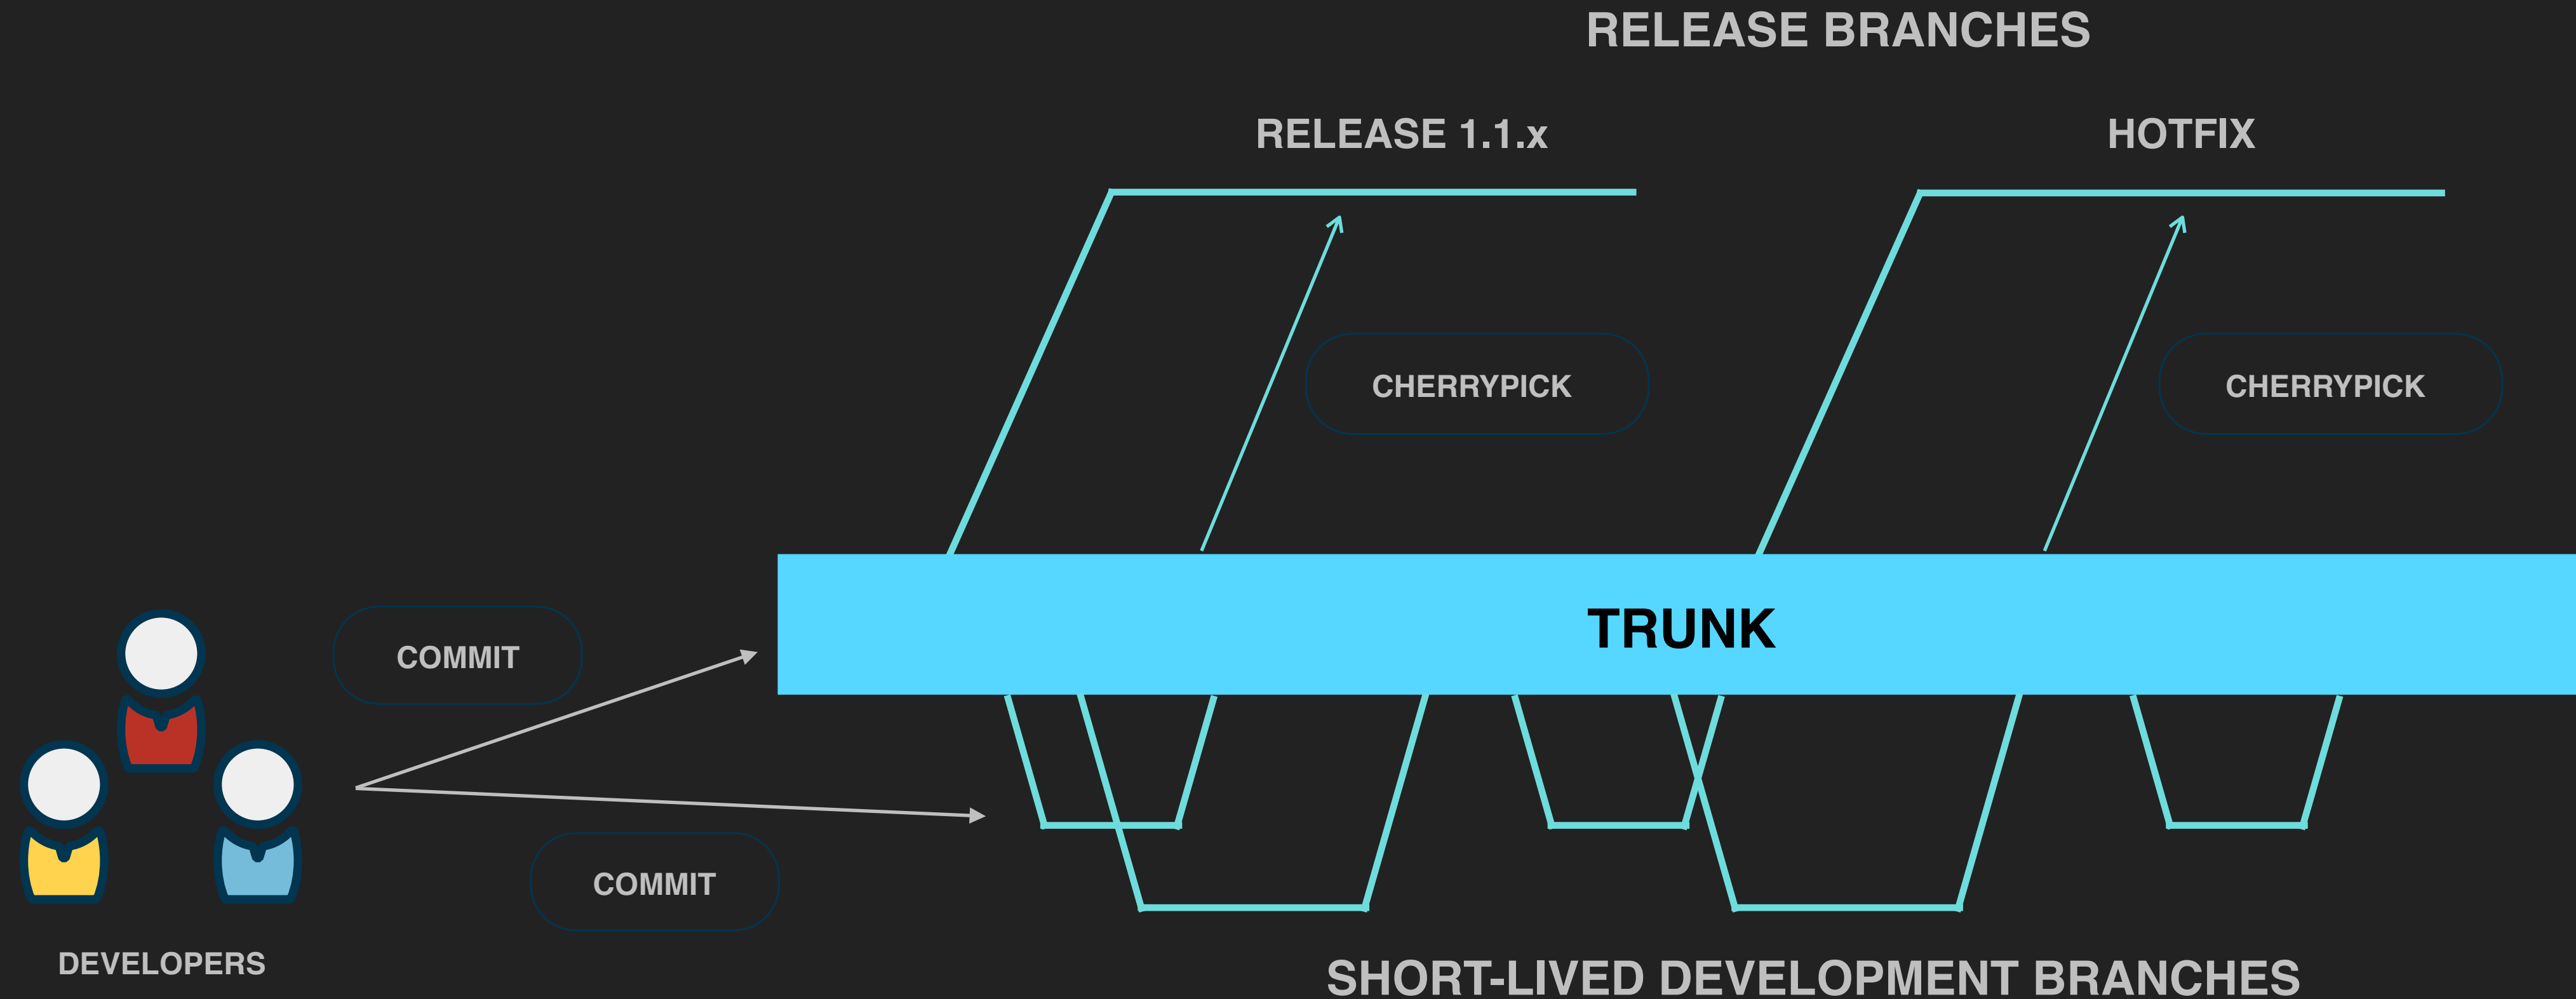 RELEASE BRANCHES
RELEASE 1.1.x
HOTFIX
CHERRYPICK
CHERRYPICK
TRUNK
COMMIT
COMMIT
DEVELOPERS
SHORT-LIVED DEVELOPMENT BRANCHES